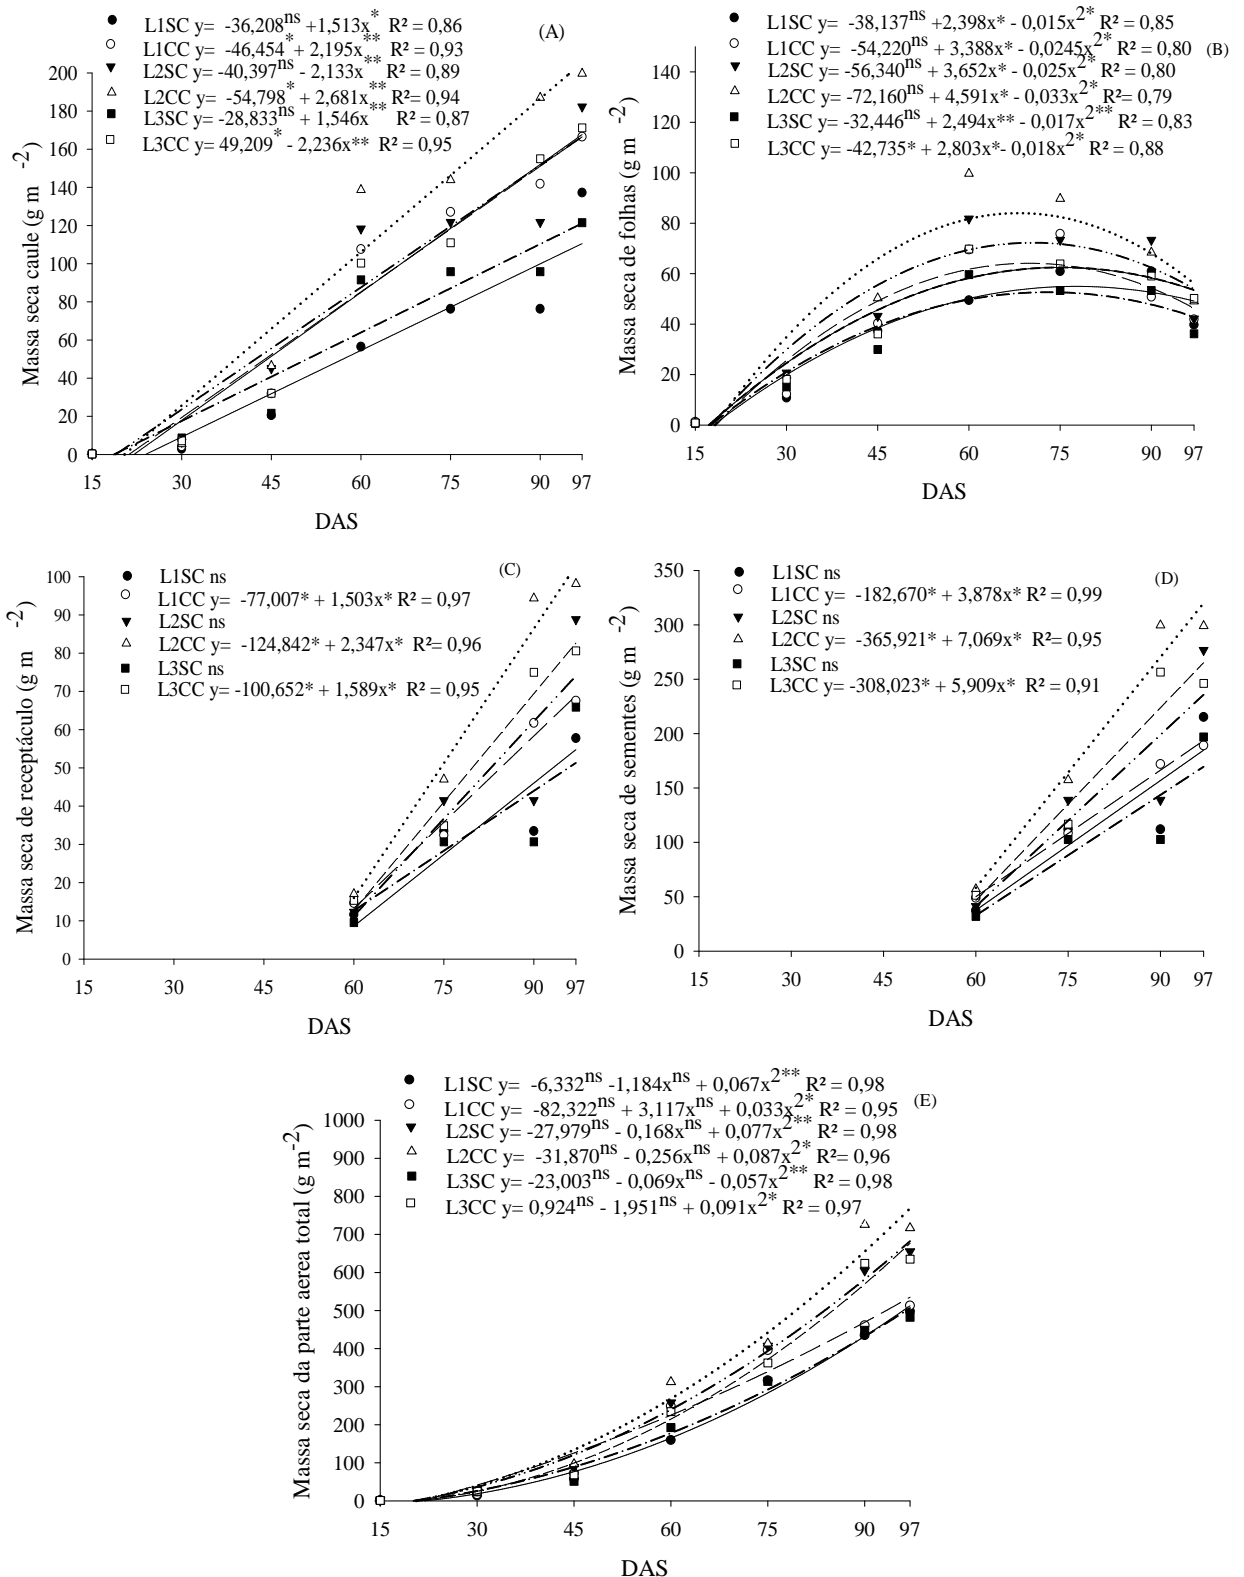 L1SC y= -36,208ns +1,513x* R² = 0,86
L1CC y= -46,454* + 2,195x** R² = 0,93
L2SC y= -40,397ns - 2,133x** R² = 0,89
L2CC y= -54,798* + 2,681x** R² = 0,94
L3SC y= -28,833ns + 1,546x** R² = 0,87
L3CC y= 49,209* - 2,236x** R² = 0,95
(A)
Massa seca caule (g m -2)
200
180
160
140
120
100
80
60
40
20
0
15 30 45 60 75 90 97
DAS
L1SC y= -38,137ns +2,398x* - 0,015x2* R² = 0,85
L1CC y= -54,220ns + 3,388x* - 0,0245x2* R² = 0,80
L2SC y= -56,340ns + 3,652x* - 0,025x2* R² = 0,80
L2CC y= -72,160ns + 4,591x* - 0,033x2* R²= 0,79
L3SC y= -32,446ns + 2,494x** - 0,017x2** R² = 0,83
L3CC y= -42,735* + 2,803x*- 0,018x2* R² = 0,88
(B)
Massa seca de folhas (g m -2)
140
120
100
80
60
40
20
0
15 30 45 60 75 90 97
DAS
L1SC ns
L1CC y= -77,007* + 1,503x* R² = 0,97
L2SC ns
L2CC y= -124,842* + 2,347x* R²= 0,96
L3SC ns
L3CC y= -100,652* + 1,589x* R² = 0,95
(C)
Massa seca de receptáculo (g m -2)
100
90
80
70
60
50
40
30
20
10
0
15 30 45 60 75 90 97
DAS
L1SC ns
L1CC y= -182,670* + 3,878x* R² = 0,99
L2SC ns
L2CC y= -365,921* + 7,069x* R²= 0,95
L3SC ns
L3CC y= -308,023* + 5,909x* R² = 0,91
(D)
Massa seca de sementes (g m -2)
350
300
250
200
150
100
50
0
15 30 45 60 75 90 97
DAS
L1SC y= -6,332ns -1,184xns + 0,067x2** R² = 0,98
L1CC y= -82,322ns + 3,117xns + 0,033x2* R² = 0,95
L2SC y= -27,979ns - 0,168xns + 0,077x2** R² = 0,98
L2CC y= -31,870ns - 0,256xns + 0,087x2* R²= 0,96
L3SC y= -23,003ns - 0,069xns - 0,057x2** R² = 0,98
L3CC y= 0,924ns - 1,951ns + 0,091x2* R² = 0,97
(E)
Massa seca da parte aerea total (g m -2)
1000
900
800
700
600
500
400
300
200
100
0
15 30 45 60 75 90 97
DAS